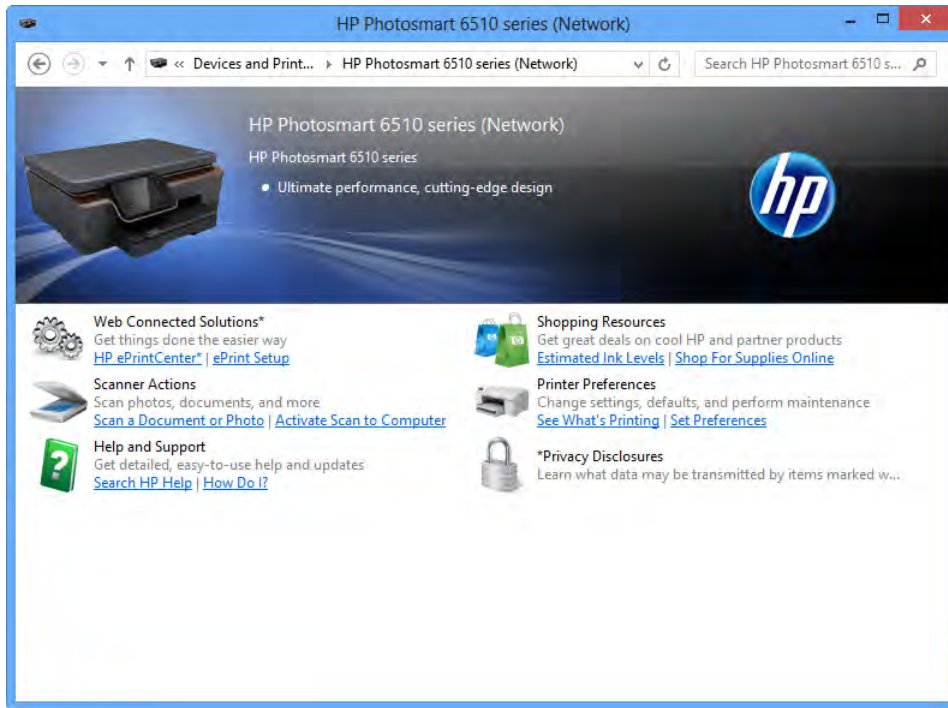 HP Photosmart 6510 series (Network)
« Devices and Print... HP Photosmart 6510 series (Network) Search HP Photosmart 6510 s...
HP Photosmart 6510 series (Network)
HP Photosmart 6510 series
• Ultimate performance, cutting-edge design
hp
Web Connected Solutions*
Get things done the easier way
HP ePrintCenter* | ePrint Setup
Scanner Actions
Scan photos, documents, and more
Scan a Document or Photo | Activate Scan to Computer
Help and Support
Get detailed, easy-to-use help and updates
Search HP Help | How Do I?
Shopping Resources
Get great deals on cool HP and partner products
Estimated Ink Levels | Shop For Supplies Online
Printer Preferences
Change settings, defaults, and perform maintenance
See What's Printing | Set Preferences
*Privacy Disclosures
Learn what data may be transmitted by items marked w...